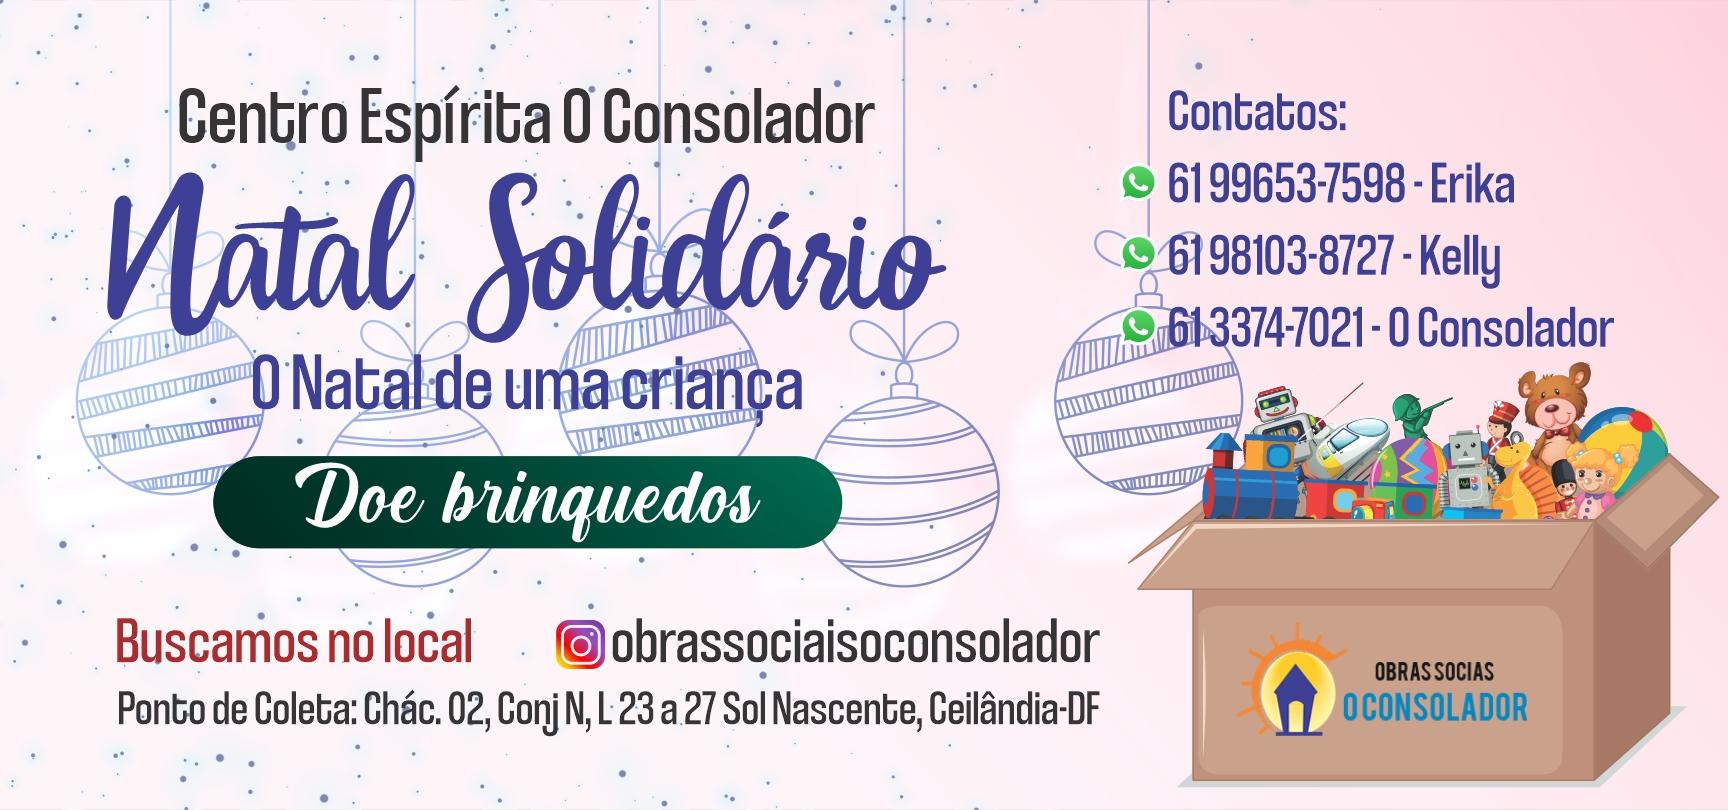 Centro Espírita O Consolador
Natal Solidário
O Natal de uma criança
Doe brinquedos
Buscamos no local
obrassociaisoconsolador
Ponto de Coleta: Chác. 02, Conj N, L 23 a 27 Sol Nascente, Ceilândia-DF
Contatos:
61 99653-7598 - Erika
61 98103-8727 - Kelly
61 3374-7021 - O Consolador
OBRAS SOCIAS
O CONSOLADOR